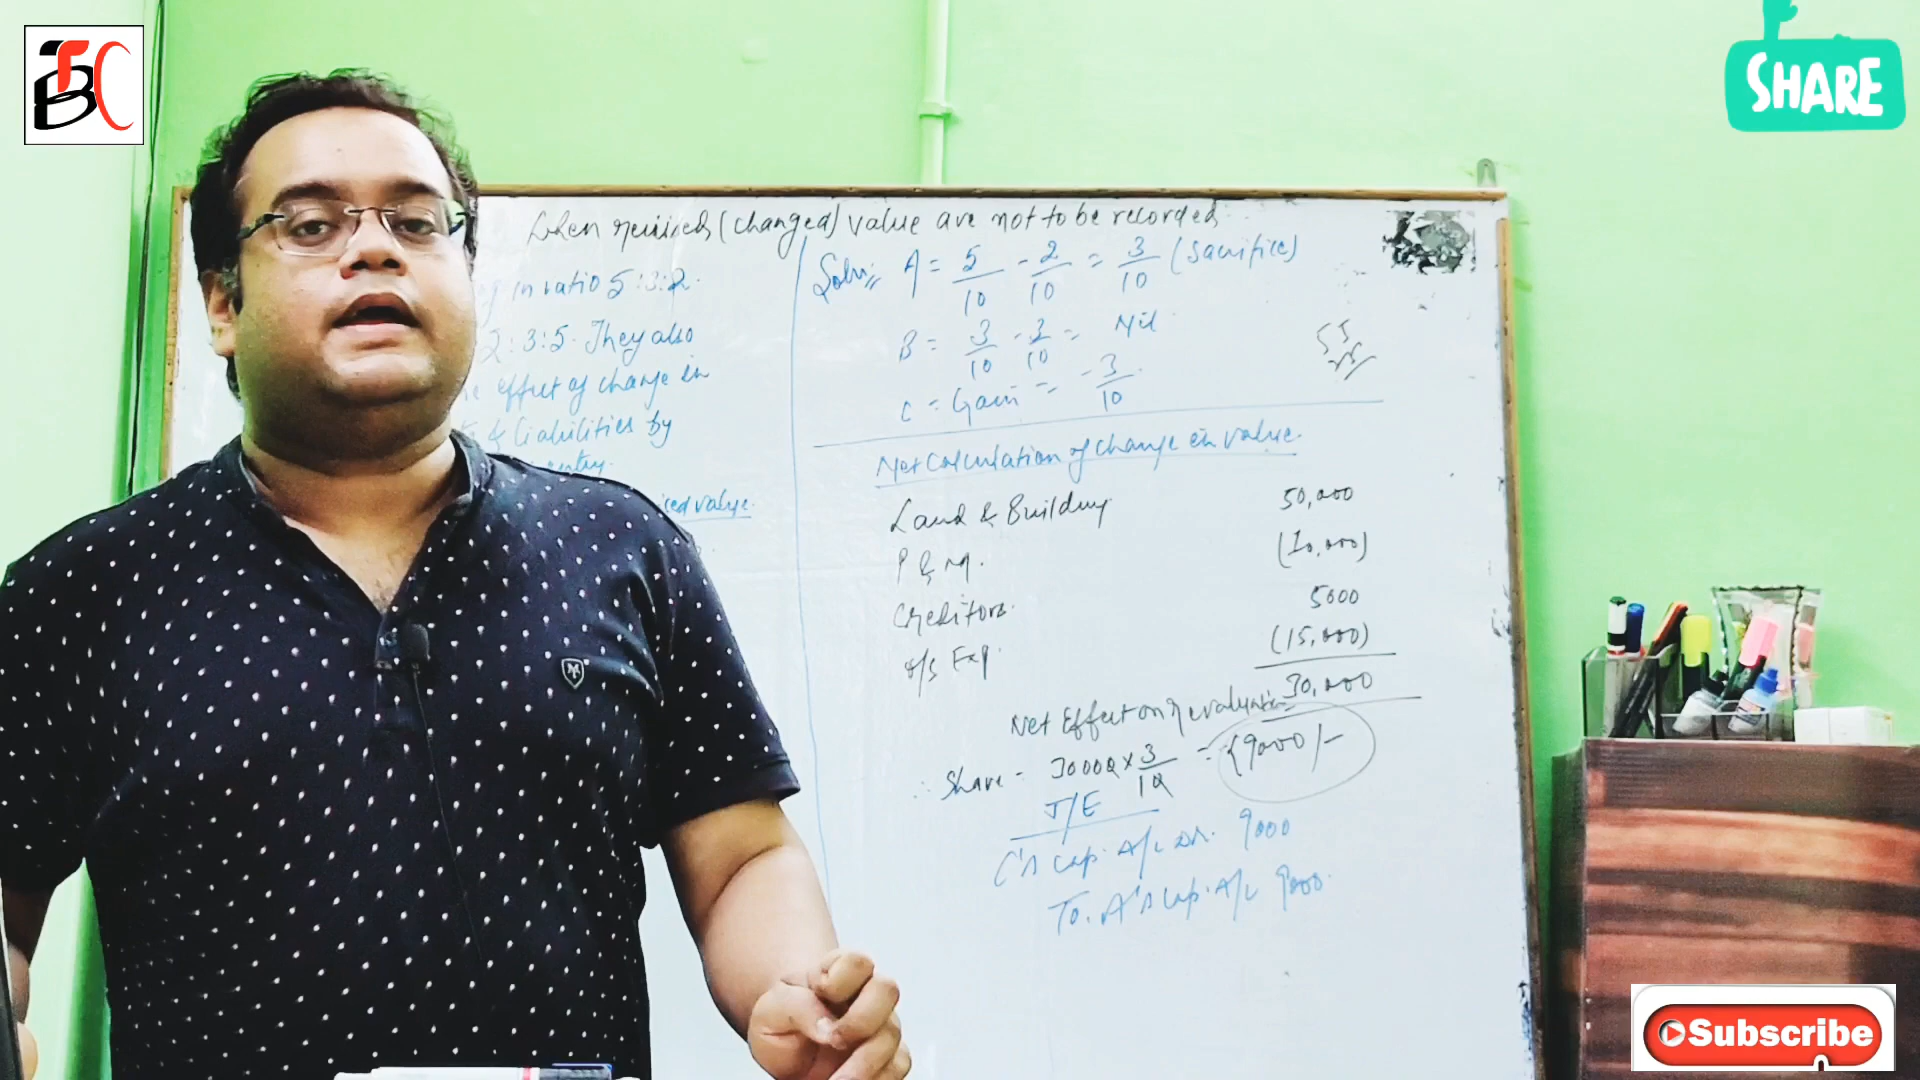 TBC
SHARE
When revised (changed) value are not to be recorded
in ratio 5:3:2.
2:3:5. They also
effect of change in
& liabilities by
entry.
value.
Soln:
A = 5/10 - 2/10 = 3/10 (Sacrifice)
B = 3/10 - 3/10 = Nil
C = Gain = -3/10
Net Calculation of change in value.
Land & Building 50,000
P & M. (10,000)
Creditors. 5000
o/s Exp. (15,000)
30,000
Net Effect on revaluation
∴ Share = 30000 × 3/10 = 9000/-
J/E
C's Cap. A/c Dr. 9000
To. A's Cap. A/c 9000.
Subscribe